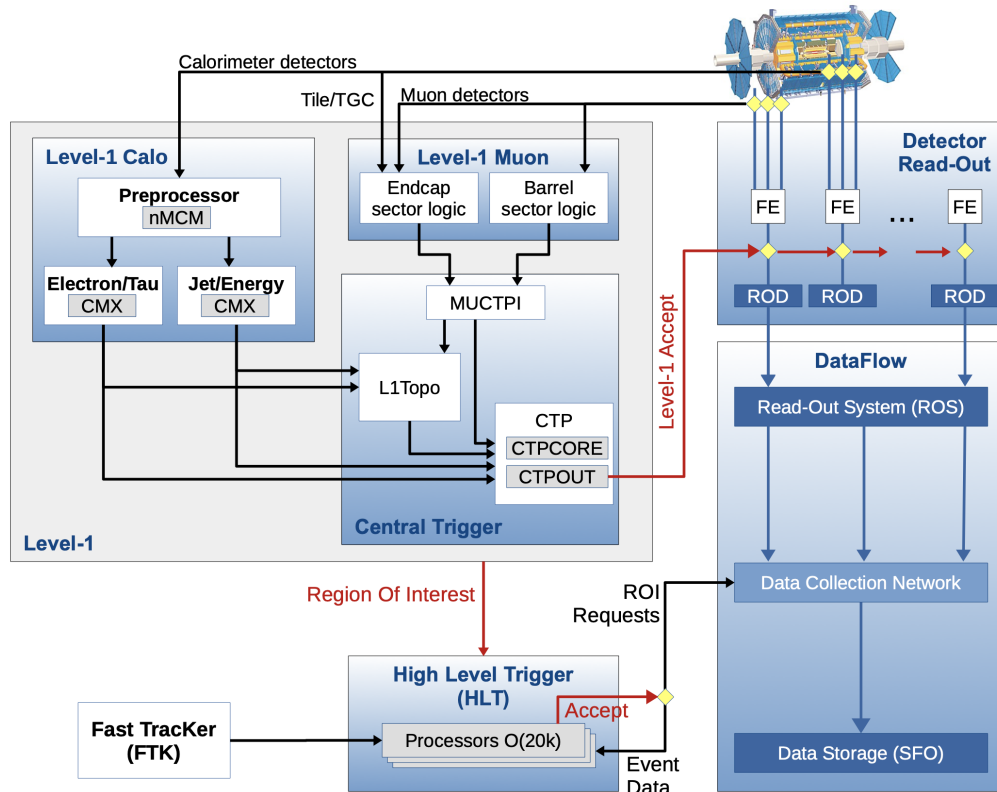 Calorimeter detectors
Tile/TGC
Muon detectors
Level-1 Calo
Preprocessor
nMCM
Electron/Tau
CMX
Jet/Energy
CMX
Level-1 Muon
Endcap
sector logic
Barrel
sector logic
MUCTPI
L1Topo
CTP
CTPCORE
CTPOUT
Central Trigger
Level-1
Level-1 Accept
Detector
Read-Out
FE
FE
...
FE
ROD
ROD
ROD
DataFlow
Read-Out System (ROS)
Data Collection Network
Data Storage (SFO)
Region Of Interest
ROI
Requests
High Level Trigger
(HLT)
Accept
Processors O(20k)
Event
Data
Fast TracKer
(FTK)